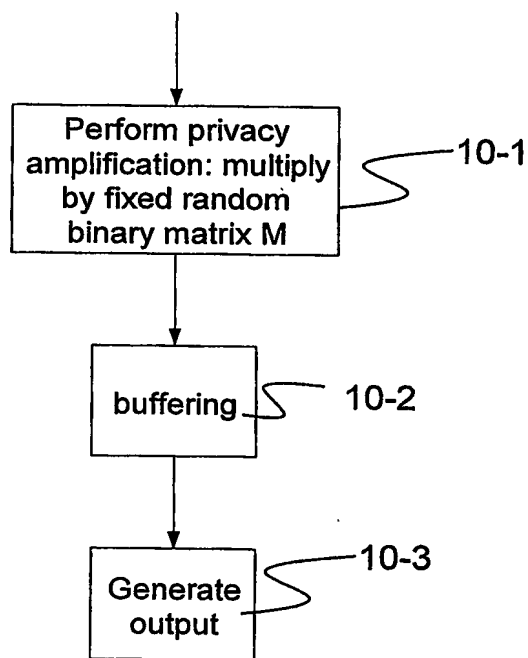 Perform privacy
amplification: multiply
by fixed random
binary matrix M
10-1
buffering
10-2
Generate
output
10-3